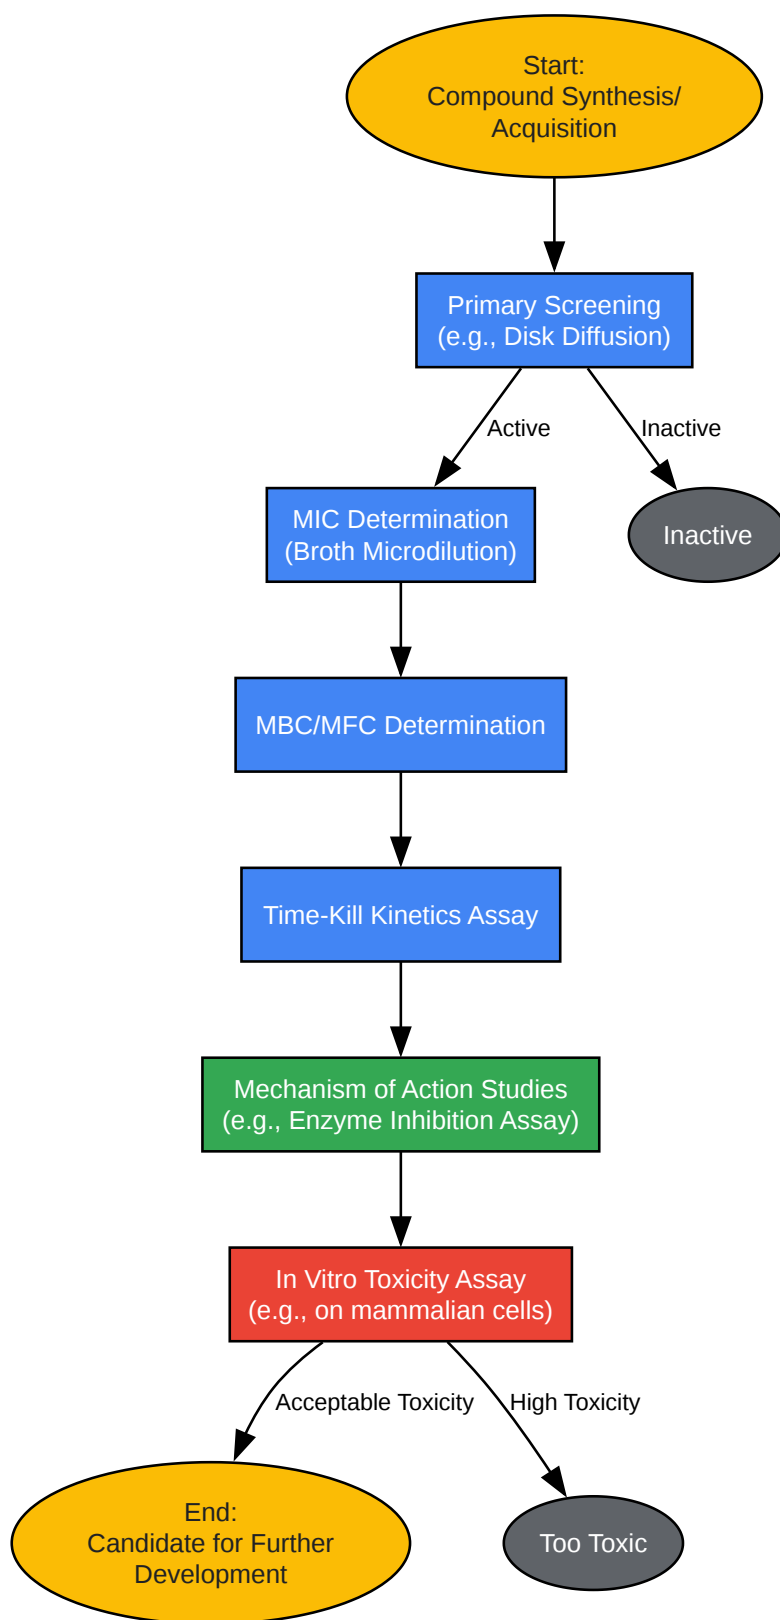 Start:
Compound Synthesis/
Acquisition
Primary Screening
(e.g., Disk Diffusion)
Active
Inactive
MIC Determination
(Broth Microdilution)
Inactive
MBC/MFC Determination
Time-Kill Kinetics Assay
Mechanism of Action Studies
(e.g., Enzyme Inhibition Assay)
In Vitro Toxicity Assay
(e.g., on mammalian cells)
Acceptable Toxicity
High Toxicity
End:
Candidate for Further
Development
Too Toxic